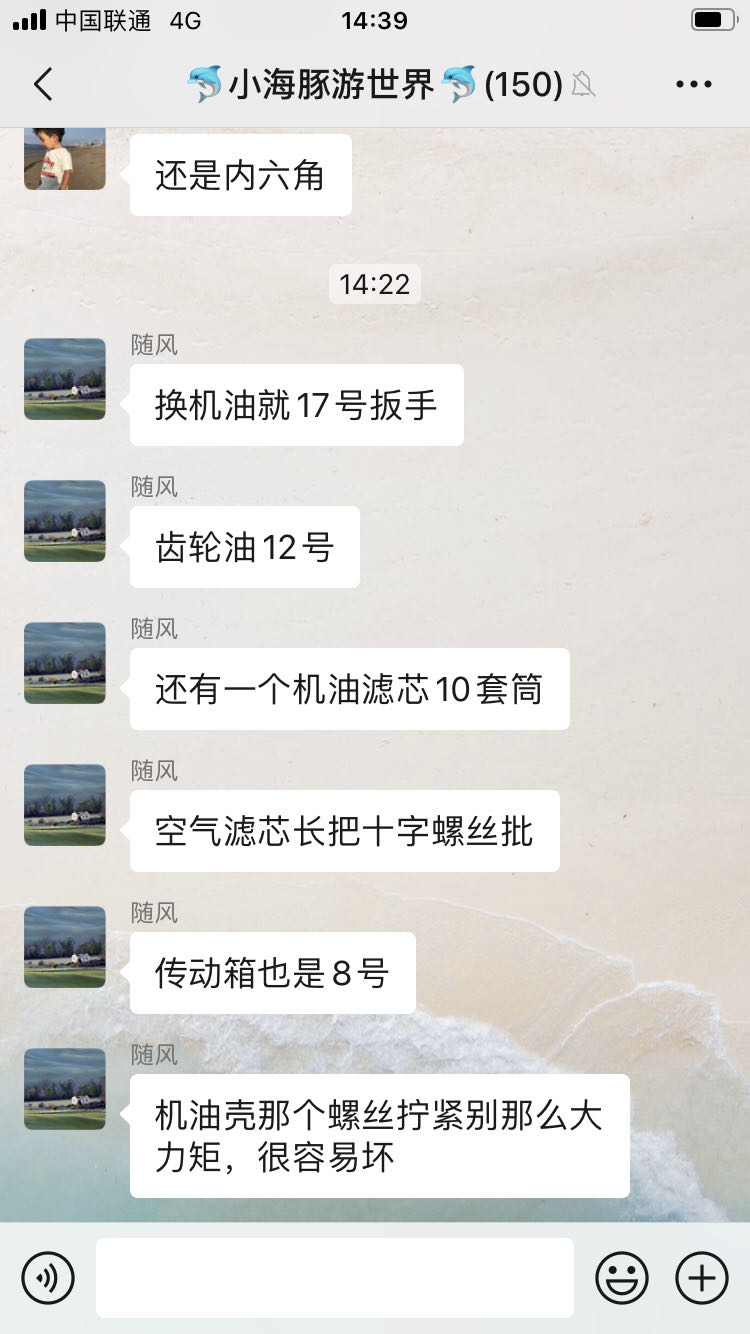 中国联通 4G 14:39
🐬小海豚游世界🐬(150)
还是内六角
14:22
随风
换机油就17号扳手
随风
齿轮油12号
随风
还有一个机油滤芯10套筒
随风
空气滤芯长把十字螺丝批
随风
传动箱也是8号
随风
机油壳那个螺丝拧紧别那么大
力矩，很容易坏